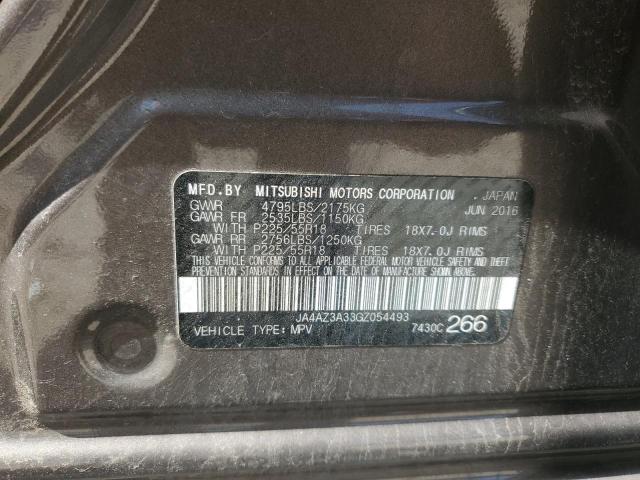 MFD.BY MITSUBISHI MOTORS CORPORATION , JAPAN
GVWR 4795LBS/2175KG JUN 2016
GAWR FR 2535LBS/1150KG
WITH P225/55R18 TIRES 18X7.0J RIMS
GAWR RR 2756LBS/1250KG
WITH P225/55R18 TIRES 18X7.0J RIMS
THIS VEHICLE CONFORMS TO ALL APPLICABLE FEDERAL MOTOR VEHICLE SAFETY AND THEFT
PREVENTION STANDARDS IN EFFECT ON THE DATE OF MANUFACTURE SHOWN ABOVE.
JA4AZ3A33GZ054493
VEHICLE TYPE: MPV 7430C 266